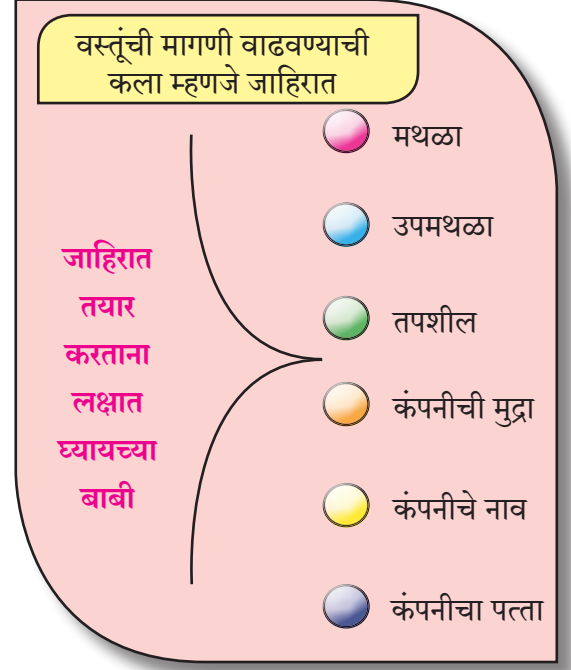 वस्तूंची मागणी वाढवण्याची
कला म्हणजे जाहिरात
जाहिरात
तयार
करताना
लक्षात
घ्यायच्या
बाबी
मथळा
उपमथळा
तपशील
कंपनीची मुद्रा
कंपनीचे नाव
कंपनीचा पत्ता